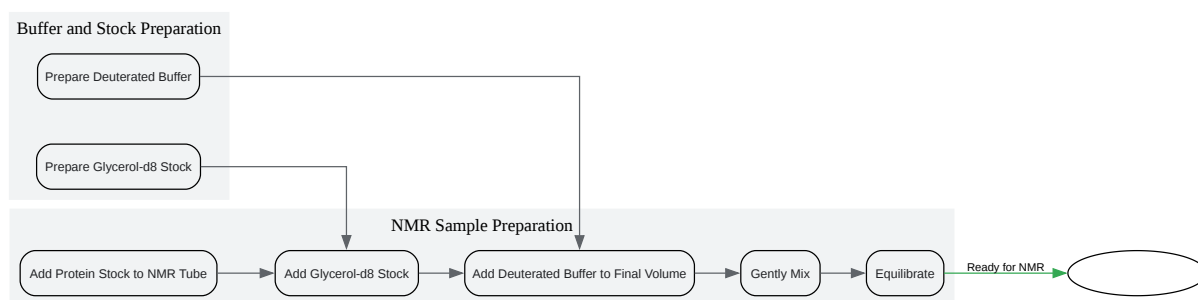 Buffer and Stock Preparation
Prepare Deuterated Buffer
Prepare Glycerol-d8 Stock
NMR Sample Preparation
Add Protein Stock to NMR Tube
Add Glycerol-d8 Stock
Add Deuterated Buffer to Final Volume
Gently Mix
Equilibrate
Ready for NMR